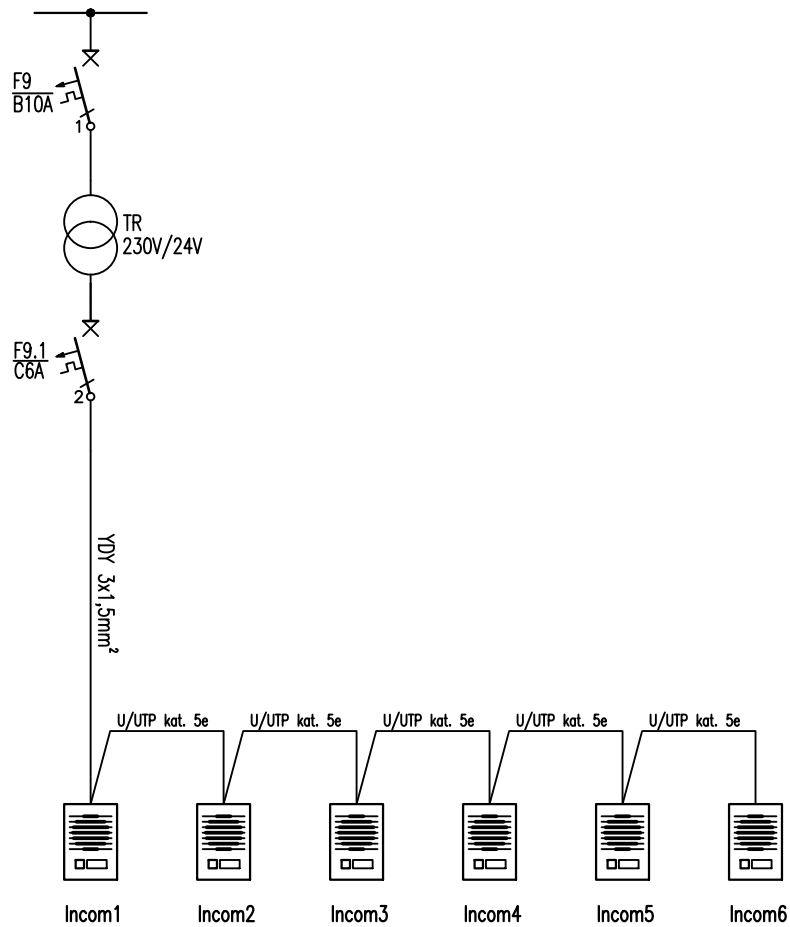 F9
B10A
1
TR
230V/24V
F9.1
C6A
2
YDY 3x1,5mm²
U/UTP kat. 5e
U/UTP kat. 5e
U/UTP kat. 5e
U/UTP kat. 5e
U/UTP kat. 5e
Incom1
Incom2
Incom3
Incom4
Incom5
Incom6